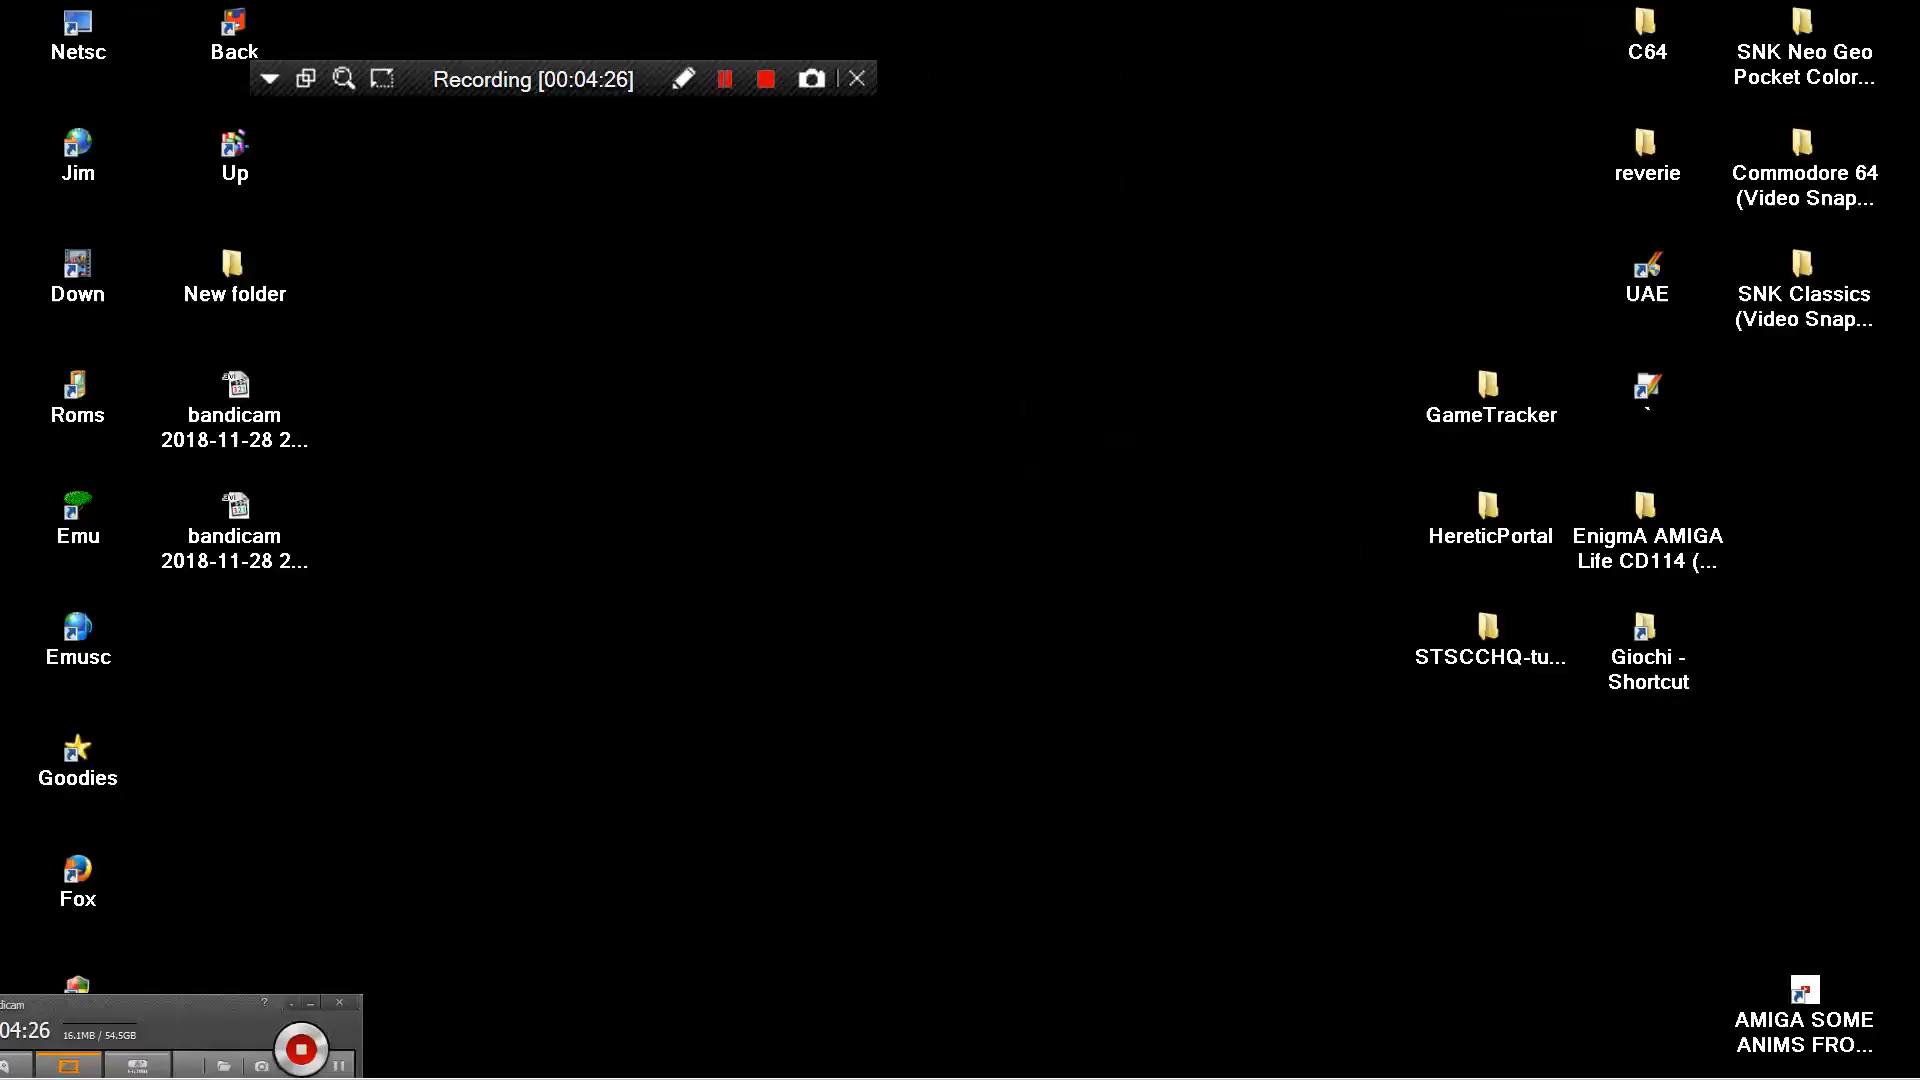 Netsc
Back
Recording [00:04:26]
C64
SNK Neo Geo
Pocket Color...
Jim
Up
reverie
Commodore 64
(Video Snap...
Down
New folder
UAE
SNK Classics
(Video Snap...
Roms
bandicam
2018-11-28 2...
GameTracker
`
Emu
bandicam
2018-11-28 2...
HereticPortal
EnigmA AMIGA
Life CD114 (...
Emusc
STSCCHQ-tu...
Giochi -
Shortcut
Goodies
Fox
dicam
?
04:26
16.1MB / 54.5GB
AMIGA SOME
ANIMS FRO...